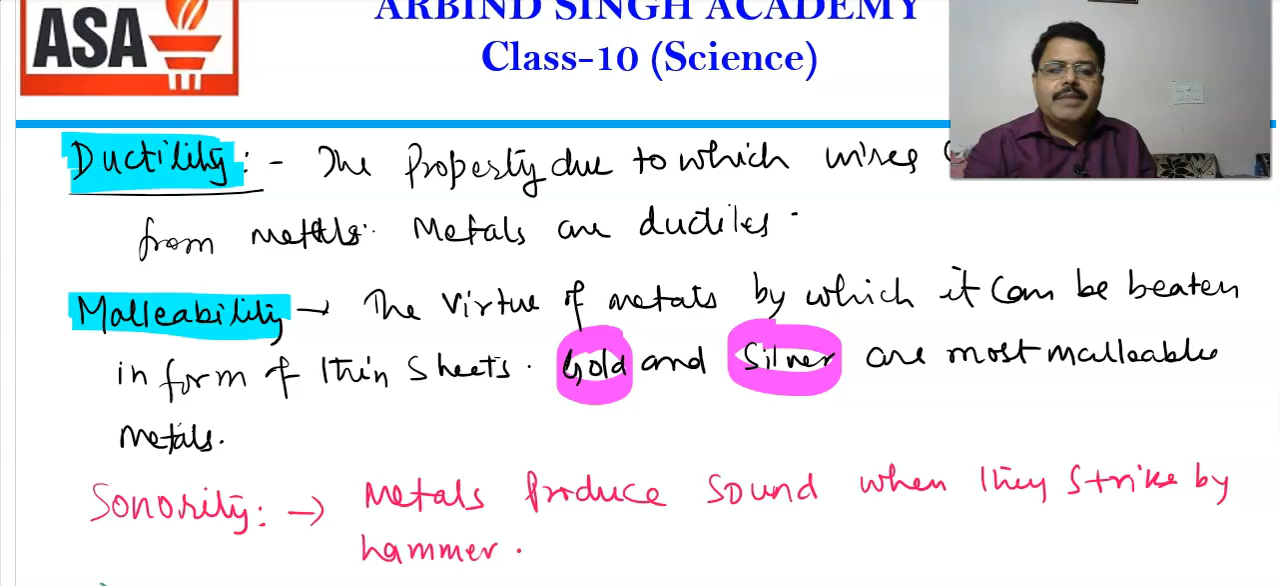 ARBIND SINGH ACADEMY
ASA
Class-10 (Science)
Ductility: - The Property due to which wires
from metals. Metals are ductiles.
Malleability → The virtue of metals by which it can be beaten
in form of thin sheets. Gold and Silver are most malleable
metals.
Sonority: → Metals Produce Sound when they Strike by
hammer.